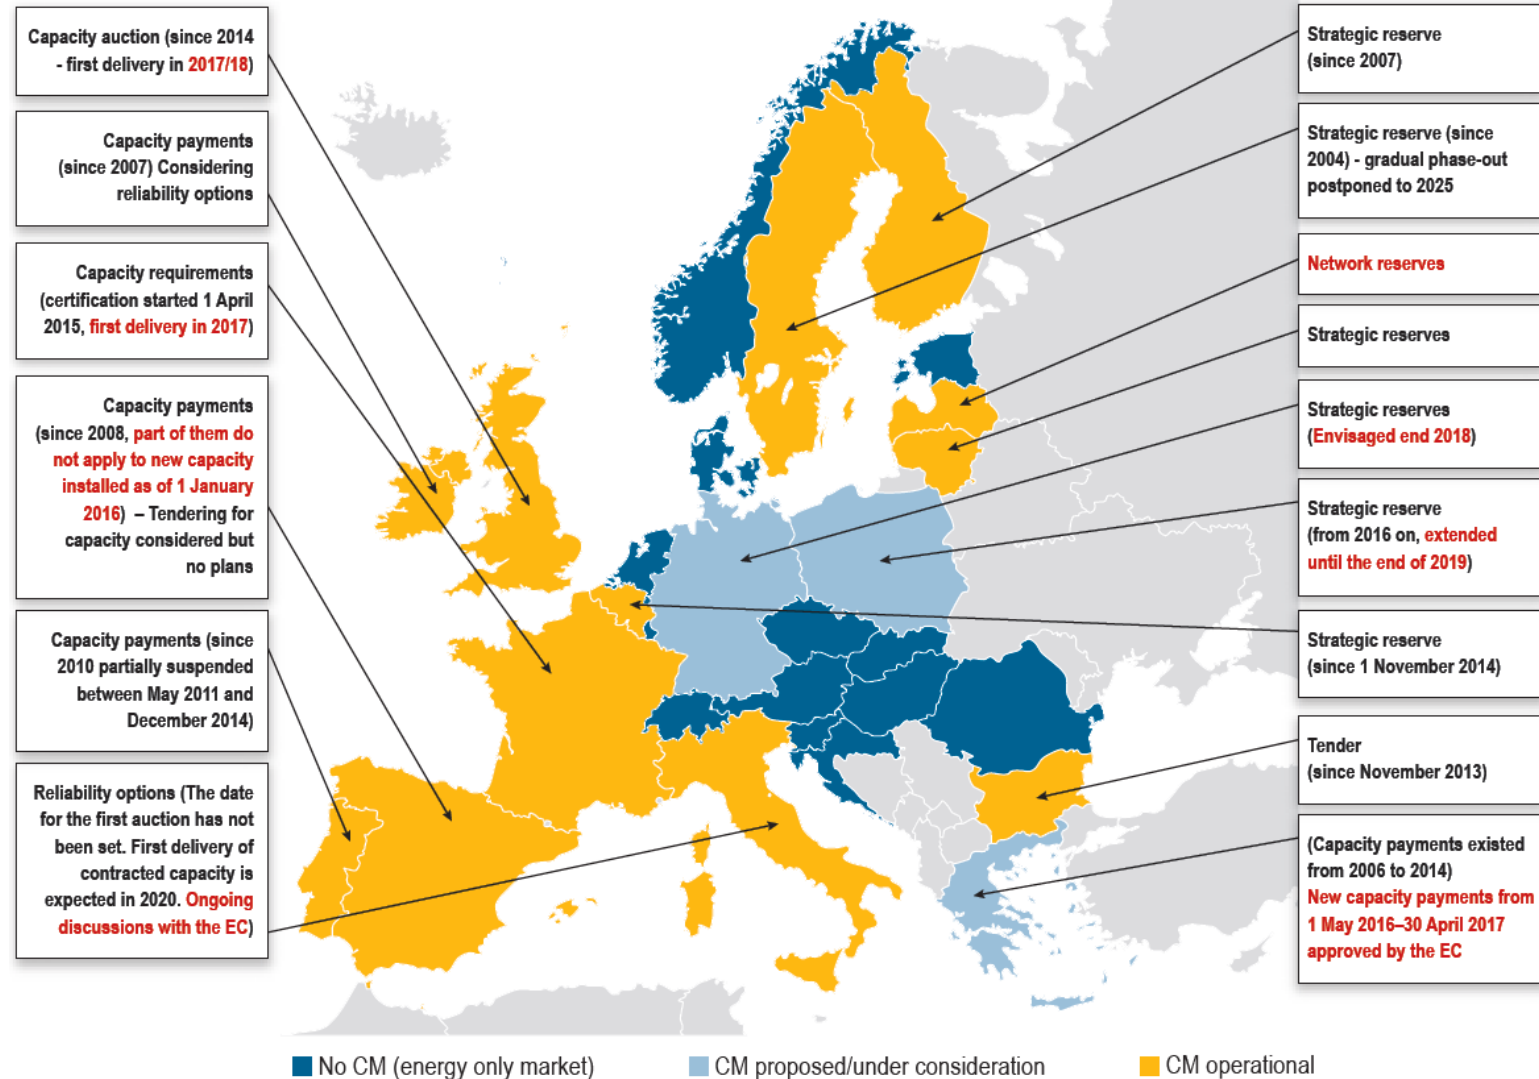 Capacity auction (since 2014
- first delivery in 2017/18)
Capacity payments
(since 2007) Considering
reliability options
Capacity requirements
(certification started 1 April
2015, first delivery in 2017)
Capacity payments
(since 2008, part of them do
not apply to new capacity
installed as of 1 January
2016) – Tendering for
capacity considered but
no plans
Capacity payments (since
2010 partially suspended
between May 2011 and
December 2014)
Reliability options (The date
for the first auction has not
been set. First delivery of
contracted capacity is
expected in 2020. Ongoing
discussions with the EC)
Strategic reserve
(since 2007)
Strategic reserve (since
2004) - gradual phase-out
postponed to 2025
Network reserves
Strategic reserves
Strategic reserves
(Envisaged end 2018)
Strategic reserve
(from 2016 on, extended
until the end of 2019)
Strategic reserve
(since 1 November 2014)
Tender
(since November 2013)
(Capacity payments existed
from 2006 to 2014)
New capacity payments from
1 May 2016–30 April 2017
approved by the EC
No CM (energy only market)
CM proposed/under consideration
CM operational